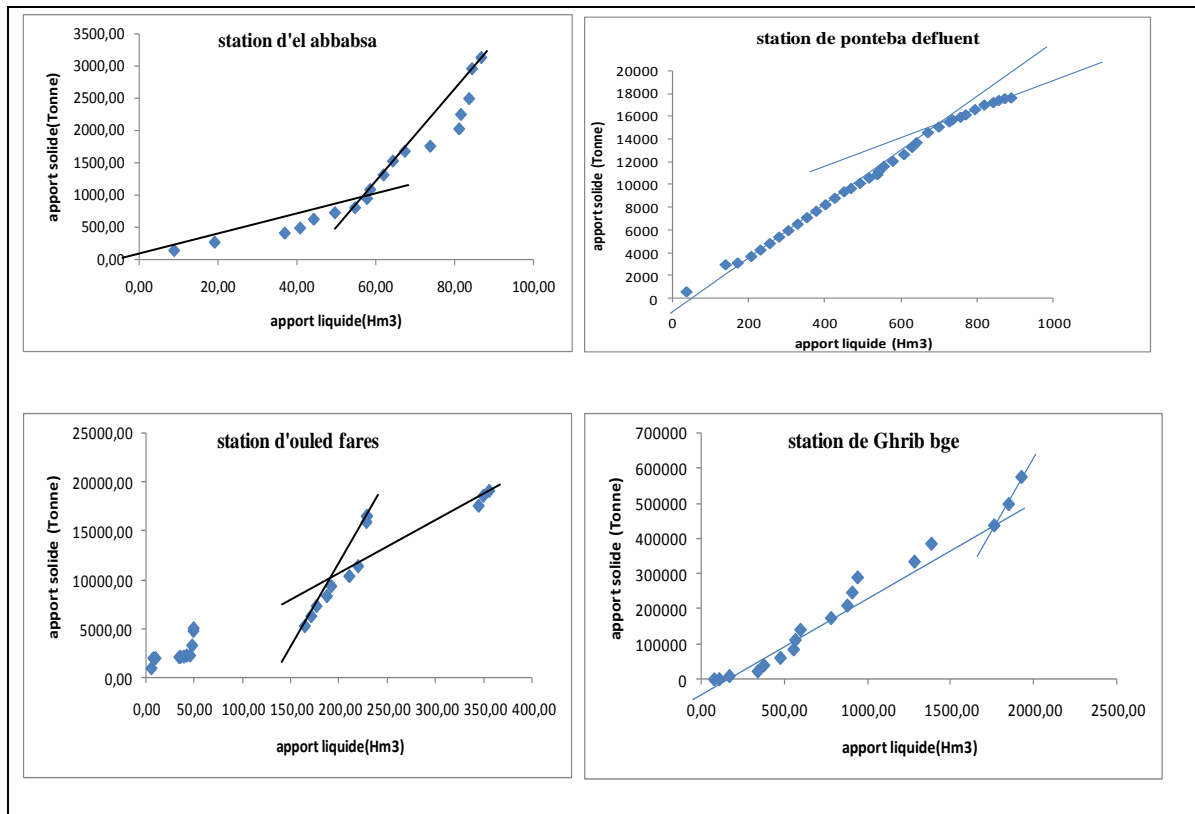 station d'el abbabsa
3500,00
3000,00
2500,00
2000,00
1500,00
1000,00
500,00
0,00
apport solide(Tonne)
0,00 20,00 40,00 60,00 80,00 100,00
apport liquide(Hm3)
station de ponteba defluent
20000
18000
16000
14000
12000
10000
8000
6000
4000
2000
0
apport solide (Tonne)
0 200 400 600 800 1000
apport liquide (Hm3)
station d'ouled fares
25000,00
20000,00
15000,00
10000,00
5000,00
0,00
apport solide (Tonne)
0,00 50,00 100,00 150,00 200,00 250,00 300,00 350,00 400,00
apport liquide(Hm3)
station de Ghrib bge
700000
600000
500000
400000
300000
200000
100000
0
apport solide (Tonne)
0,00 500,00 1000,00 1500,00 2000,00 2500,00
apport liquide(Hm3)